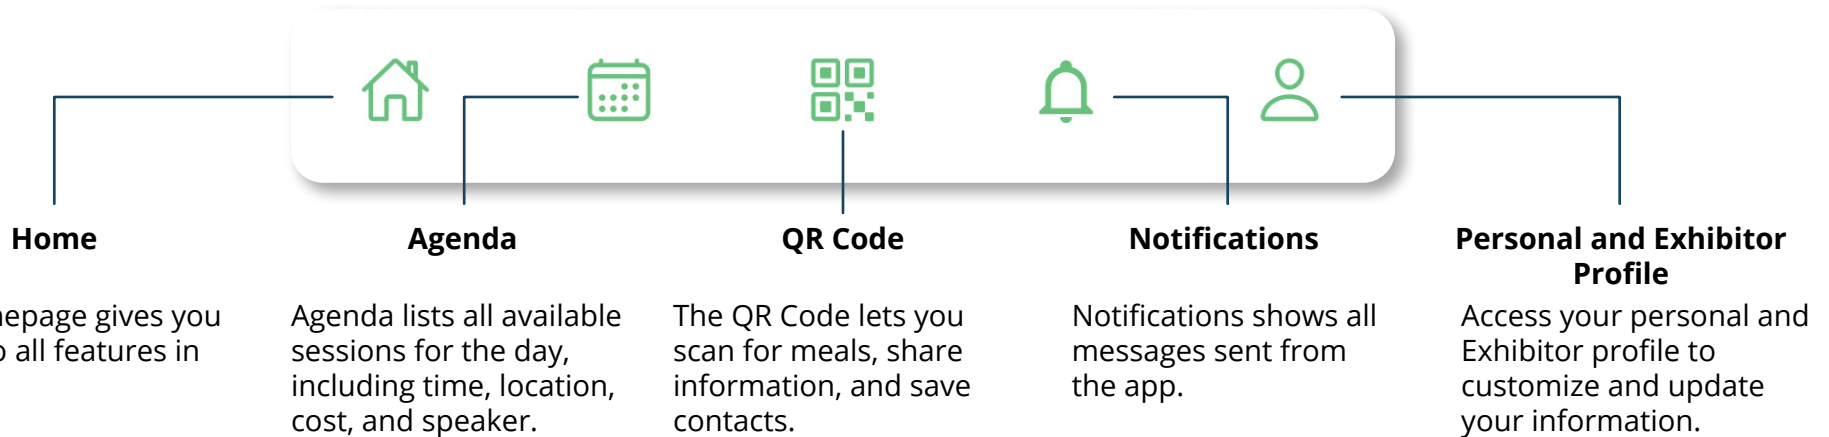 Home
gives you
all features in
Agenda
Agenda lists all available
sessions for the day,
including time, location,
cost, and speaker.
QR Code
The QR Code lets you
scan for meals, share
information, and save
contacts.
Notifications
Notifications shows all
messages sent from
the app.
Personal and Exhibitor
Profile
Access your personal and
Exhibitor profile to
customize and update
your information.